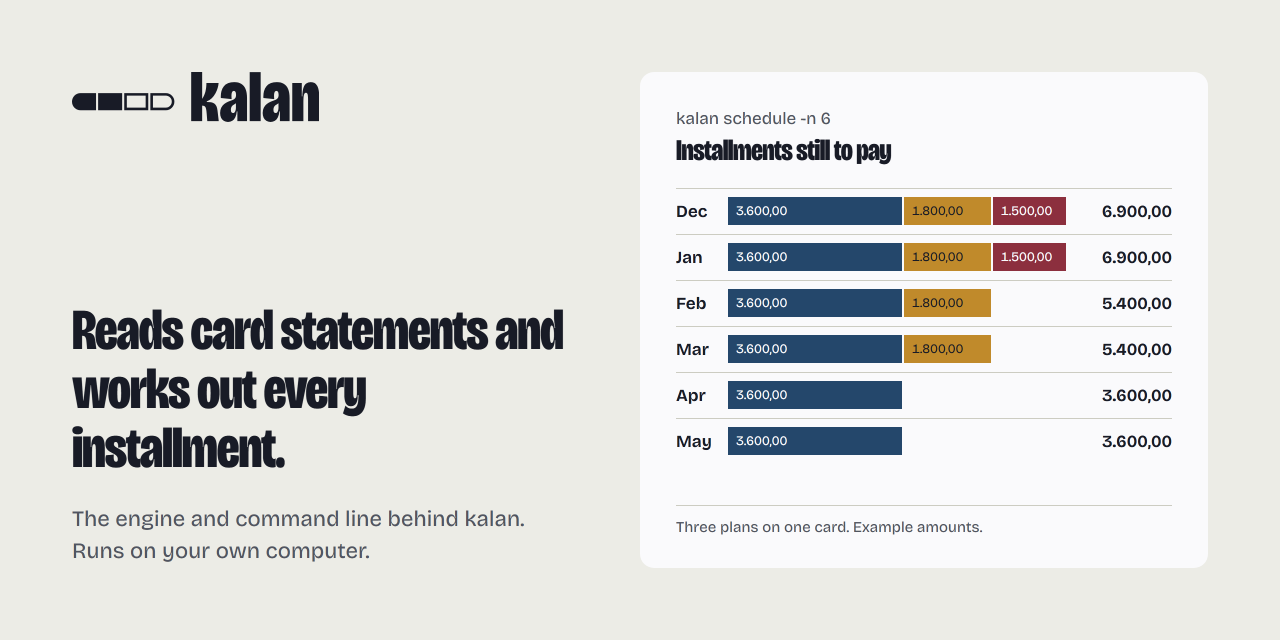 kalan
Reads card statements and
works out every
installment.
The engine and command line behind kalan.
Runs on your own computer.
kalan schedule -n 6
Installments still to pay
Dec 3.600,00 1.800,00 1.500,00 6.900,00
Jan 3.600,00 1.800,00 1.500,00 6.900,00
Feb 3.600,00 1.800,00 5.400,00
Mar 3.600,00 1.800,00 5.400,00
Apr 3.600,00 3.600,00
May 3.600,00 3.600,00
Three plans on one card. Example amounts.